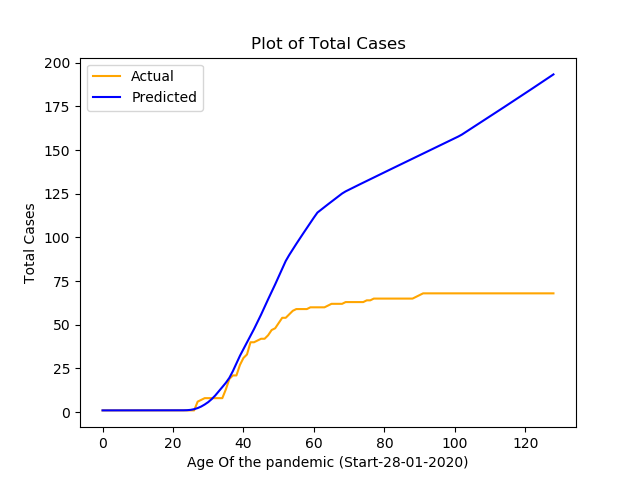 Plot of Total Cases
Actual
Predicted
200
175
150
125
100
75
50
25
0
Total Cases
0 20 40 60 80 100 120
Age Of the pandemic (Start-28-01-2020)